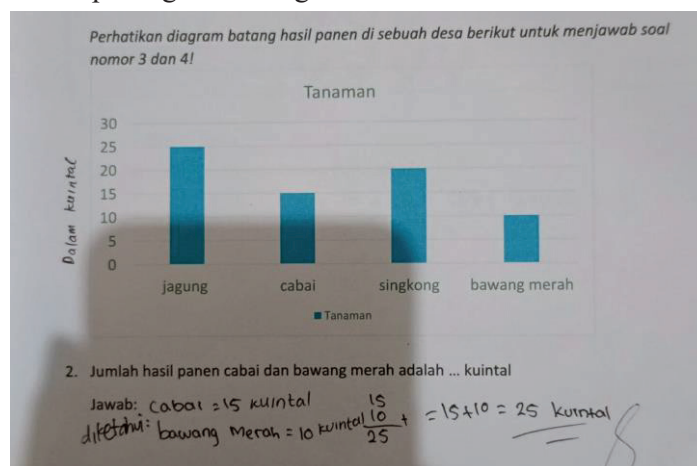 Perhatikan diagram batang hasil panen di sebuah desa berikut untuk menjawab soal
nomor 3 dan 4!
Tanaman
Dalam kuintal
30
25
20
15
10
5
0
jagung cabai singkong bawang merah
Tanaman
2. Jumlah hasil panen cabai dan bawang merah adalah ... kuintal
Jawab: Cabai = 15 kuintal
diketahui: bawang merah = 10 kuintal
15
10 +
25
= 15 + 10 = 25 kuintal